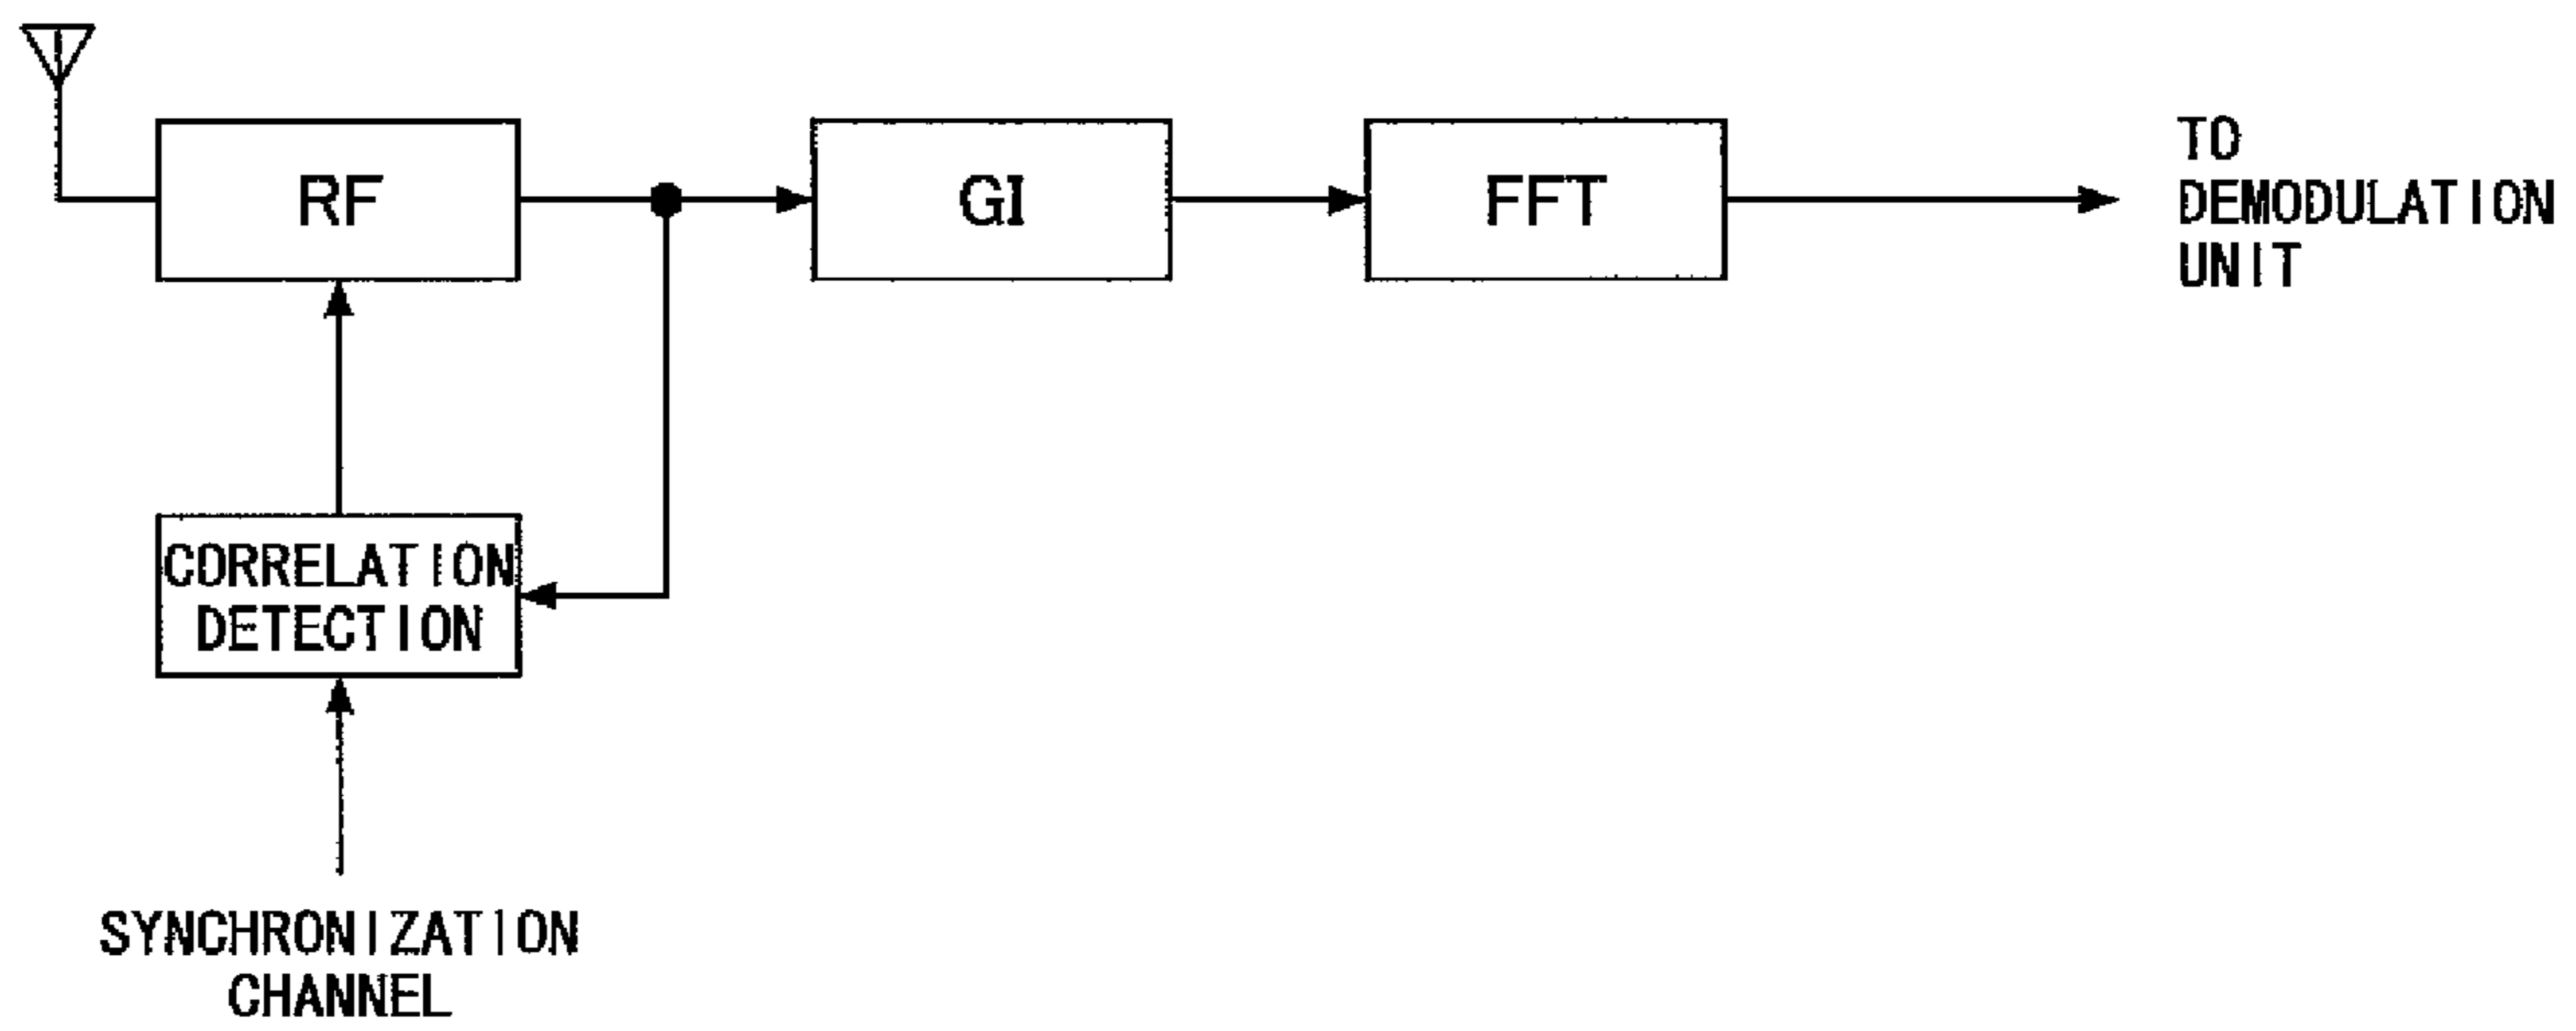 RF
GI
FFT
TO
DEMODULATION
UNIT
CORRELATION
DETECTION
SYNCHRONIZATION
CHANNEL